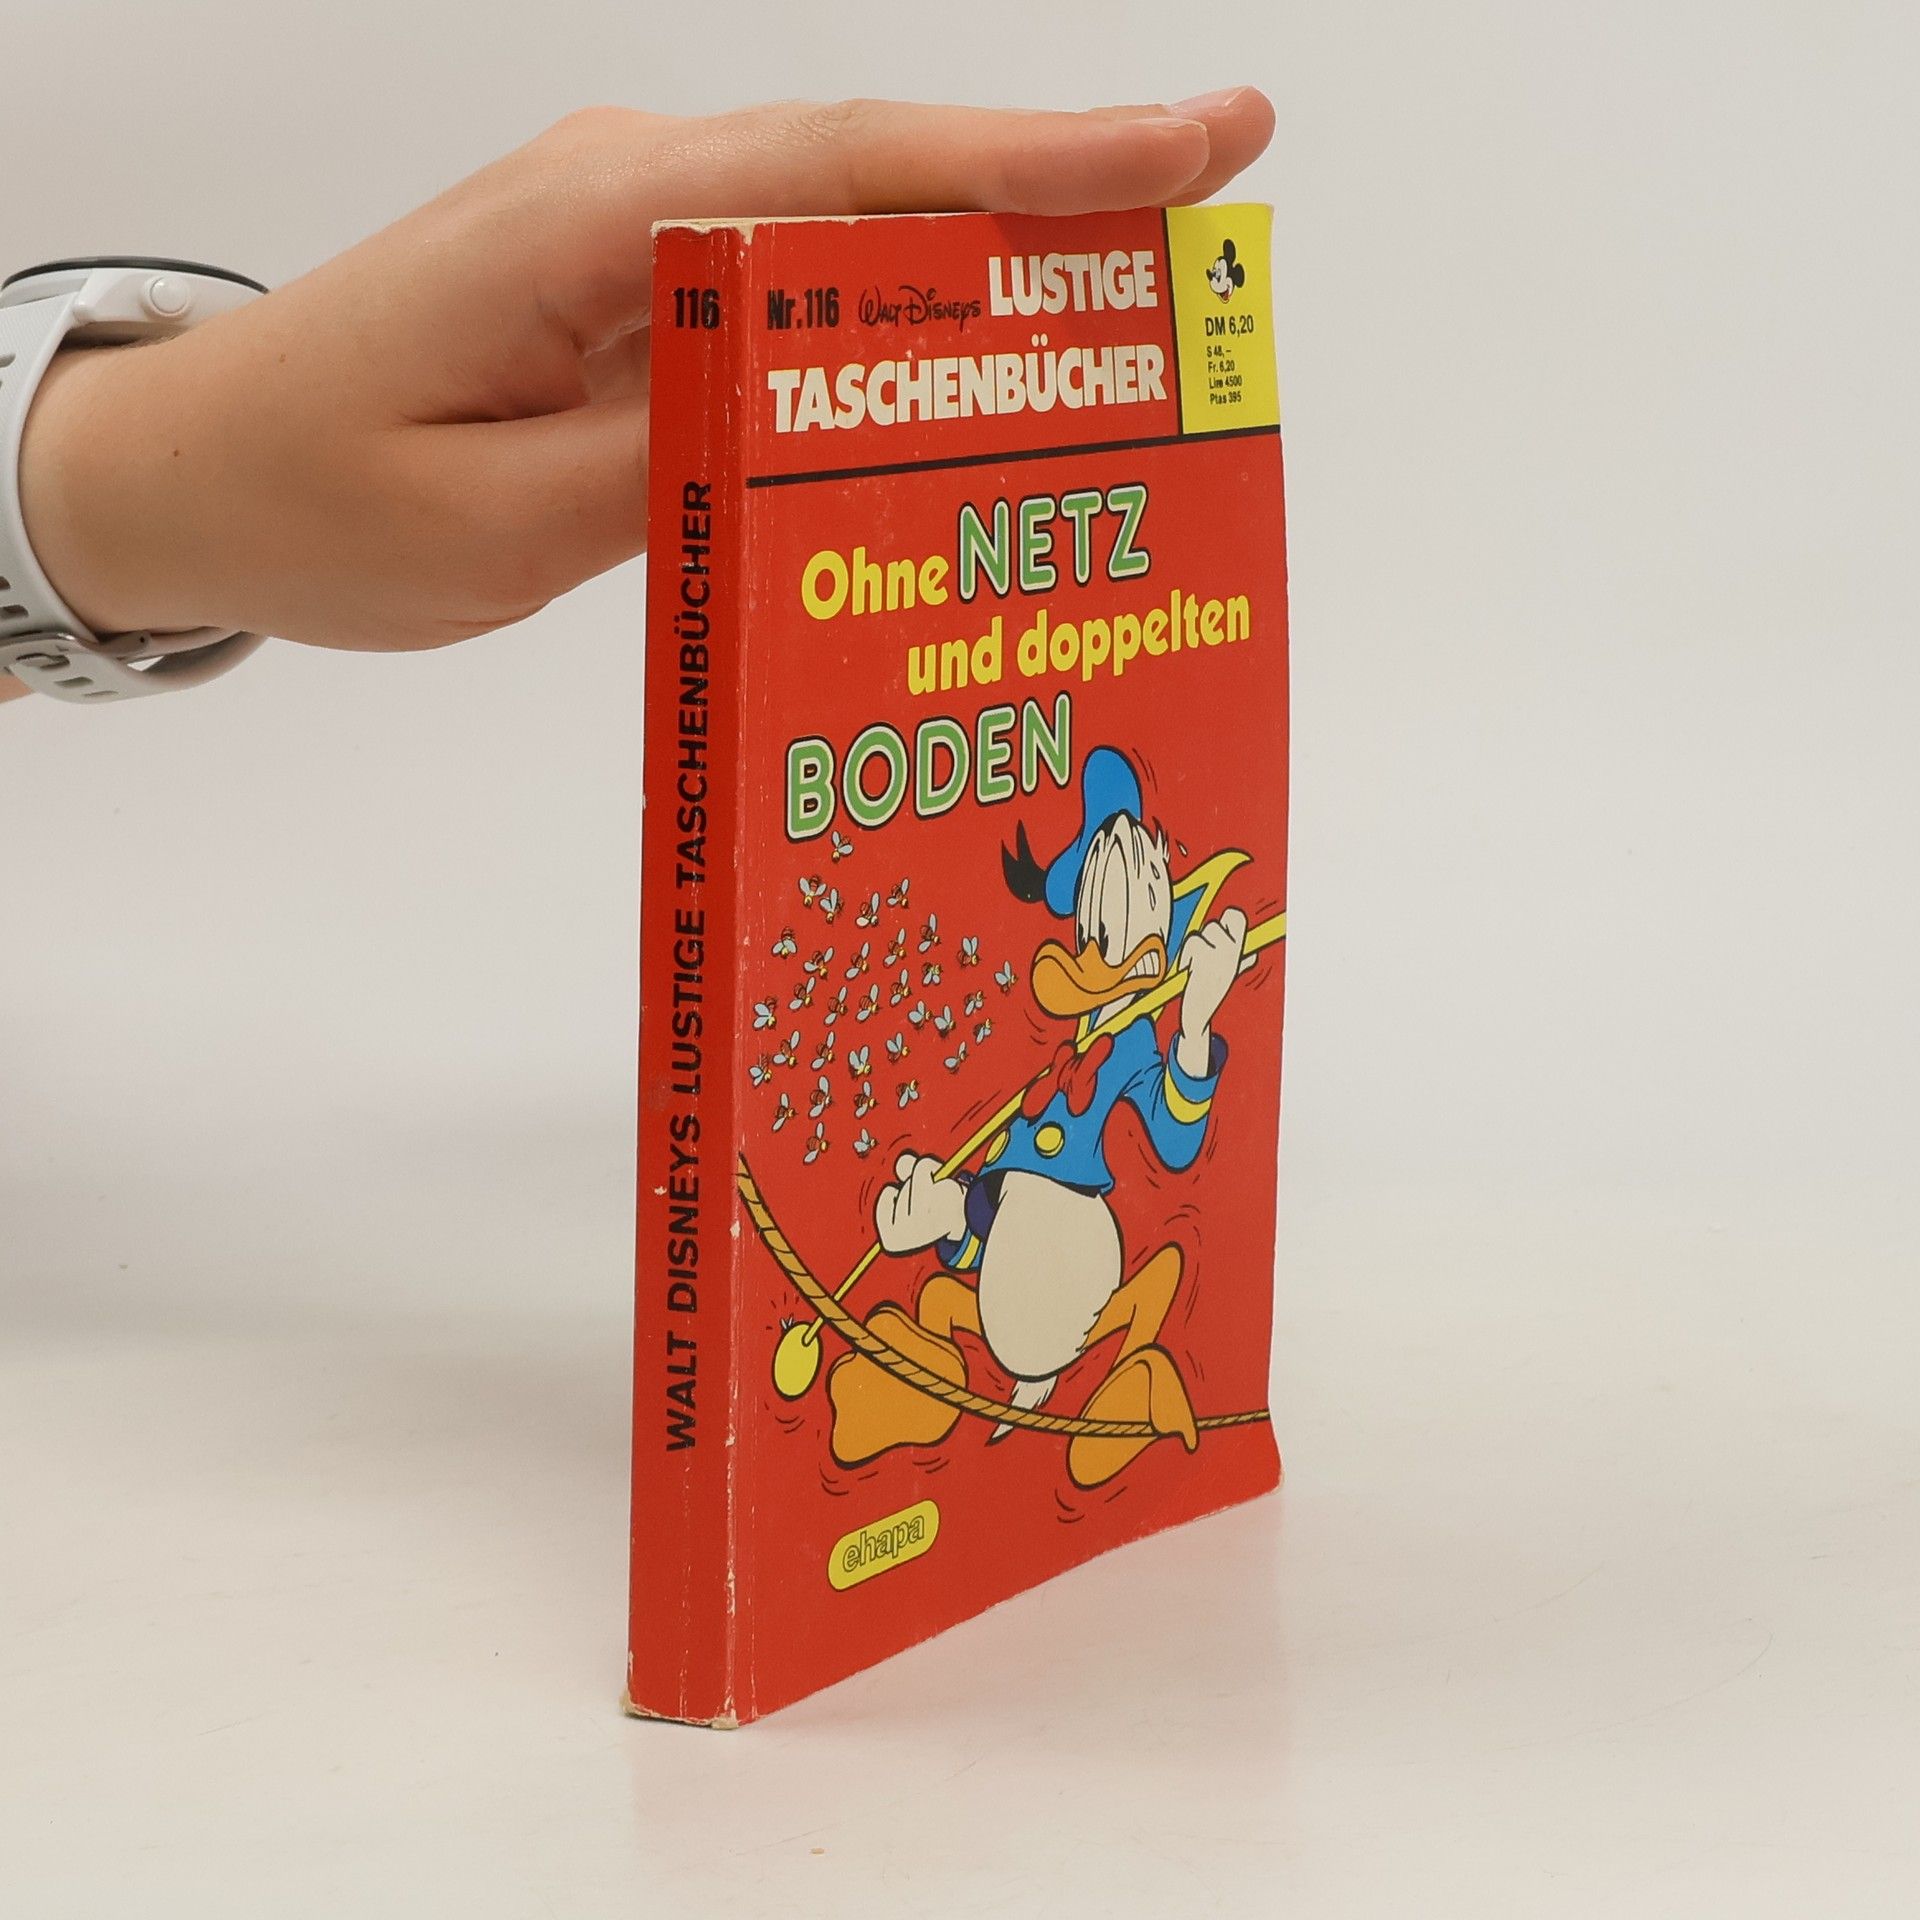 116
WALT DISNEYS LUSTIGE TASCHENBÜCHER
Nr.116 WALT DISNEYS LUSTIGE
TASCHENBÜCHER
DM 6,20
S 48,–
Fr. 6,20
Lire 4500
Ptas 395
Ohne NETZ
und doppelten
BODEN
ehapa